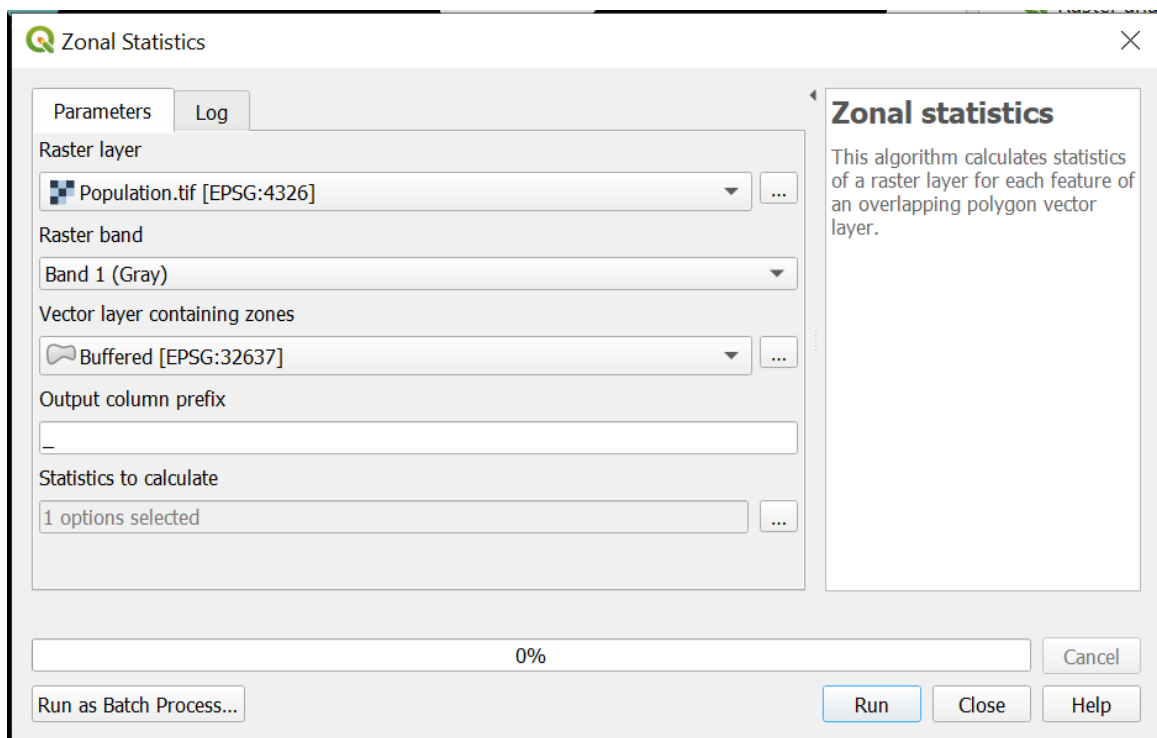 Zonal Statistics
Parameters
Log
Raster layer
Population.tif [EPSG:4326]
...
Raster band
Band 1 (Gray)
Vector layer containing zones
Buffered [EPSG:32637]
...
Output column prefix
_
Statistics to calculate
1 options selected
...
Zonal statistics
This algorithm calculates statistics
of a raster layer for each feature of
an overlapping polygon vector
layer.
0%
Cancel
Run as Batch Process...
Run
Close
Help